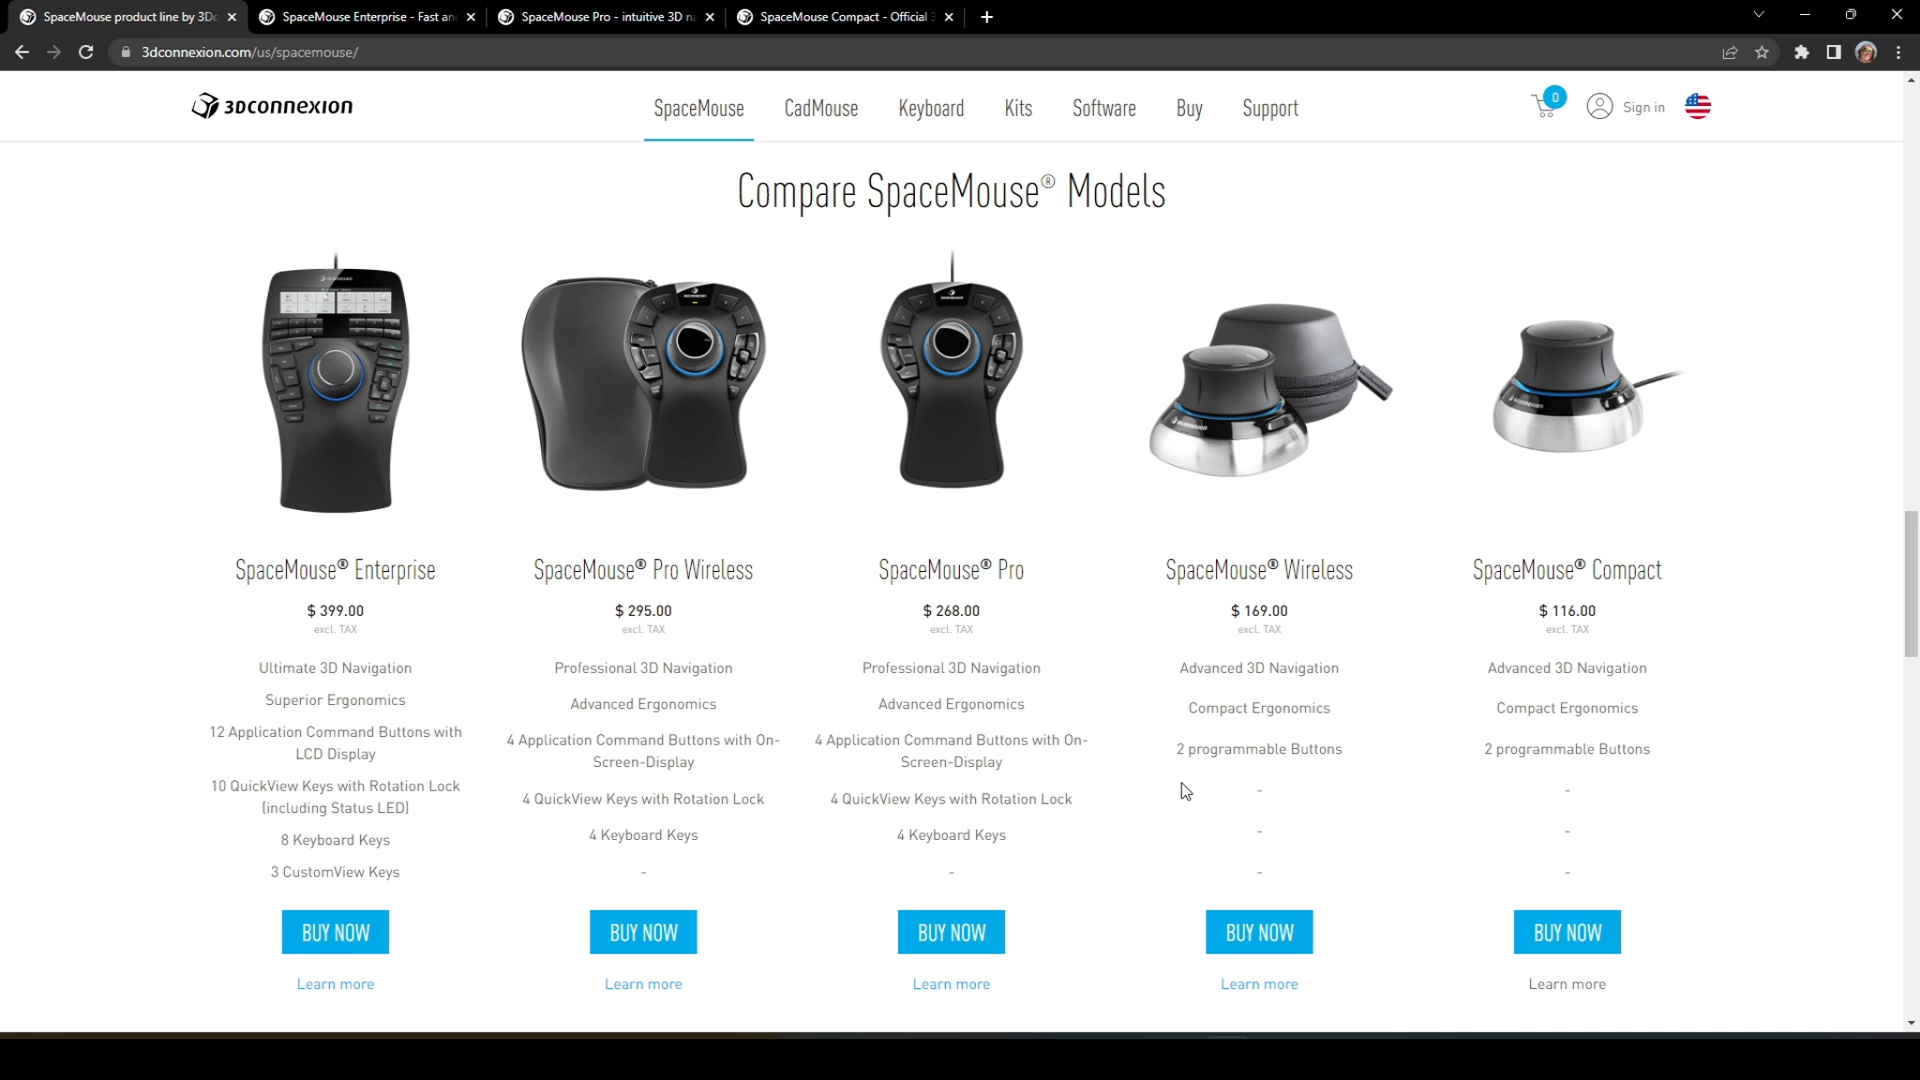 SpaceMouse product line by 3Dc
SpaceMouse Enterprise - Fast an
SpaceMouse Pro - intuitive 3D n
SpaceMouse Compact - Official 3
3dconnexion.com/us/spacemouse/
3DCONNEXION
SpaceMouse
CadMouse
Keyboard
Kits
Software
Buy
Support
0
Sign in
Compare SpaceMouse® Models
SpaceMouse® Enterprise
SpaceMouse® Pro Wireless
SpaceMouse® Pro
SpaceMouse® Wireless
SpaceMouse® Compact
$ 399.00
$ 295.00
$ 268.00
$ 169.00
$ 116.00
excl. TAX
excl. TAX
excl. TAX
excl. TAX
excl. TAX
Ultimate 3D Navigation
Superior Ergonomics
12 Application Command Buttons with
LCD Display
10 QuickView Keys with Rotation Lock
(including Status LED)
8 Keyboard Keys
3 CustomView Keys
Professional 3D Navigation
Advanced Ergonomics
4 Application Command Buttons with On-
Screen-Display
4 QuickView Keys with Rotation Lock
4 Keyboard Keys
-
Professional 3D Navigation
Advanced Ergonomics
4 Application Command Buttons with On-
Screen-Display
4 QuickView Keys with Rotation Lock
4 Keyboard Keys
-
Advanced 3D Navigation
Compact Ergonomics
2 programmable Buttons
-
-
-
Advanced 3D Navigation
Compact Ergonomics
2 programmable Buttons
-
-
-
BUY NOW
BUY NOW
BUY NOW
BUY NOW
BUY NOW
Learn more
Learn more
Learn more
Learn more
Learn more